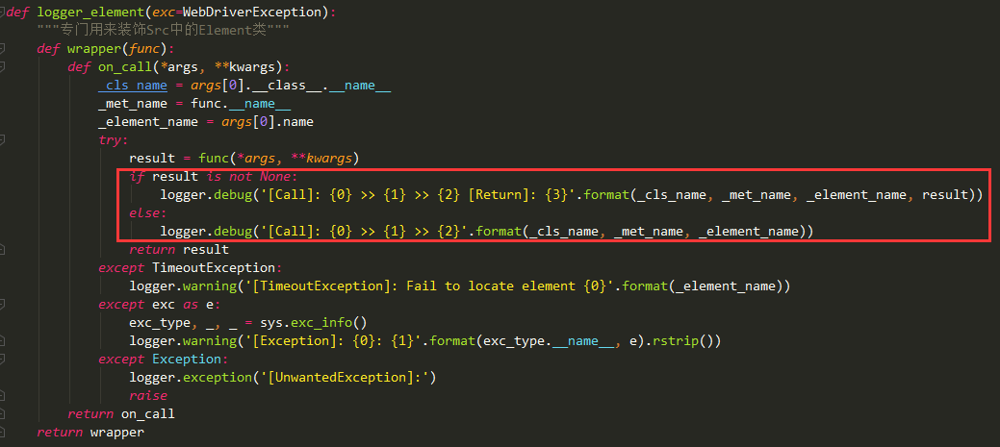 def logger_element(exc=WebDriverException):
    """专门用来装饰Src中的Element类"""
    def wrapper(func):
        def on_call(*args, **kwargs):
            _cls_name = args[0].__class__.__name__
            _met_name = func.__name__
            _element_name = args[0].name
            try:
                result = func(*args, **kwargs)
                if result is not None:
                    logger.debug('[Call]: {0} >> {1} >> {2} [Return]: {3}'.format(_cls_name, _met_name, _element_name, result))
                else:
                    logger.debug('[Call]: {0} >> {1} >> {2}'.format(_cls_name, _met_name, _element_name))
                return result
            except TimeoutException:
                logger.warning('[TimeoutException]: Fail to locate element {0}'.format(_element_name))
            except exc as e:
                exc_type, _, _ = sys.exc_info()
                logger.warning('[Exception]: {0}: {1}'.format(exc_type.__name__, e).rstrip())
            except Exception:
                logger.exception('[UnwantedException]:')
                raise
        return on_call
    return wrapper